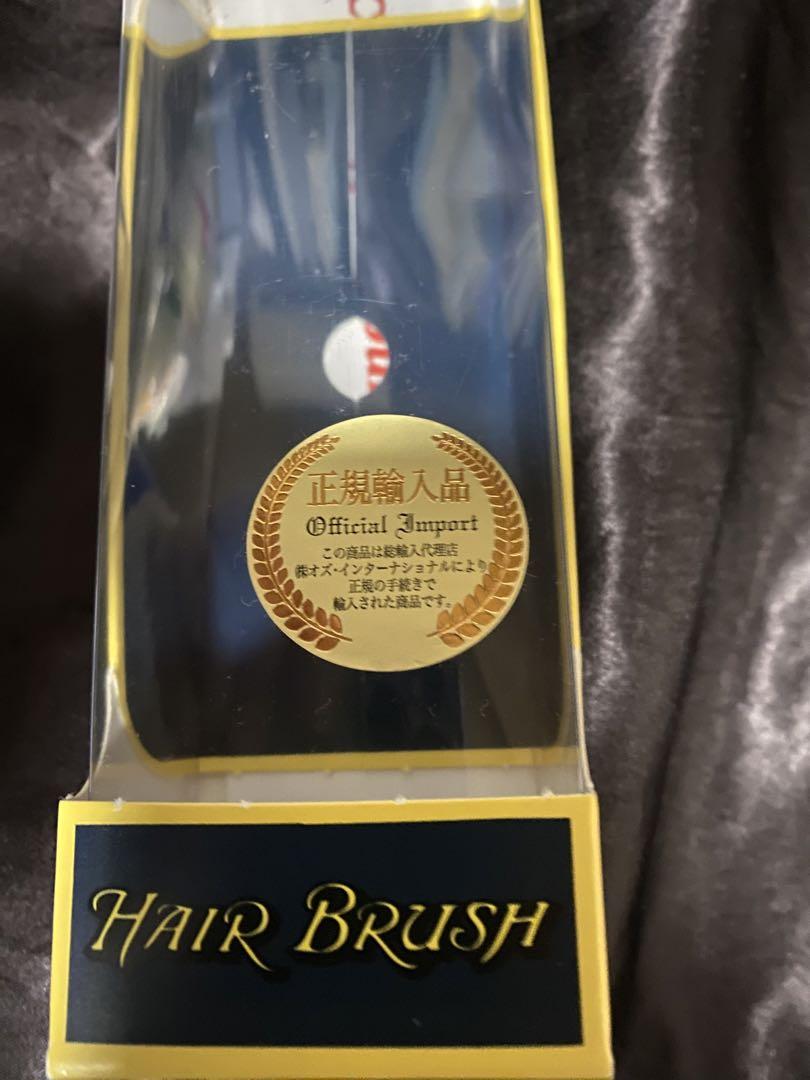 正規輸入品
Official Import
この商品は総輸入代理店
㈱オズ・インターナショナルにより
正規の手続きで
輸入された商品です。
HAIR BRUSH